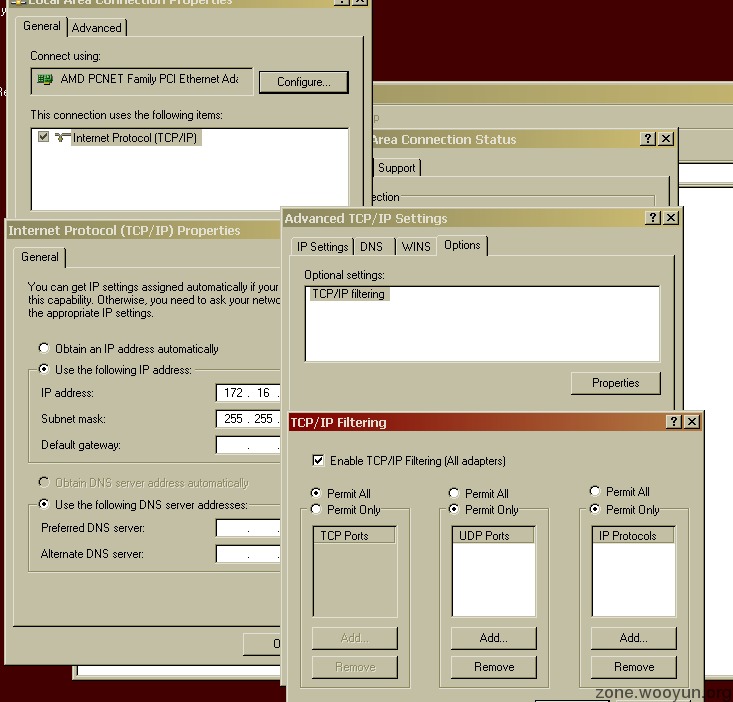 Local Area Connection Properties
General
Advanced
Connect using:
AMD PCNET Family PCI Ethernet Ada
Configure...
This connection uses the following items:
Internet Protocol (TCP/IP)
Area Connection Status
Support
Internet Protocol (TCP/IP) Properties
General
You can get IP settings assigned automatically if your
this capability. Otherwise, you need to ask your netwo
the appropriate IP settings.
Obtain an IP address automatically
Use the following IP address:
IP address:
172 . 16 .
Subnet mask:
255 . 255 .
Default gateway:
. .
Obtain DNS server address automatically
Use the following DNS server addresses:
Preferred DNS server:
. .
Alternate DNS server:
. .
Advanced TCP/IP Settings
IP Settings
DNS
WINS
Options
Optional settings:
TCP/IP filtering
Properties
TCP/IP Filtering
Enable TCP/IP Filtering (All adapters)
Permit All
Permit All
Permit All
Permit Only
Permit Only
Permit Only
TCP Ports
UDP Ports
IP Protocols
Add...
Add...
Add...
Remove
Remove
Remove
zone.wooyun.org